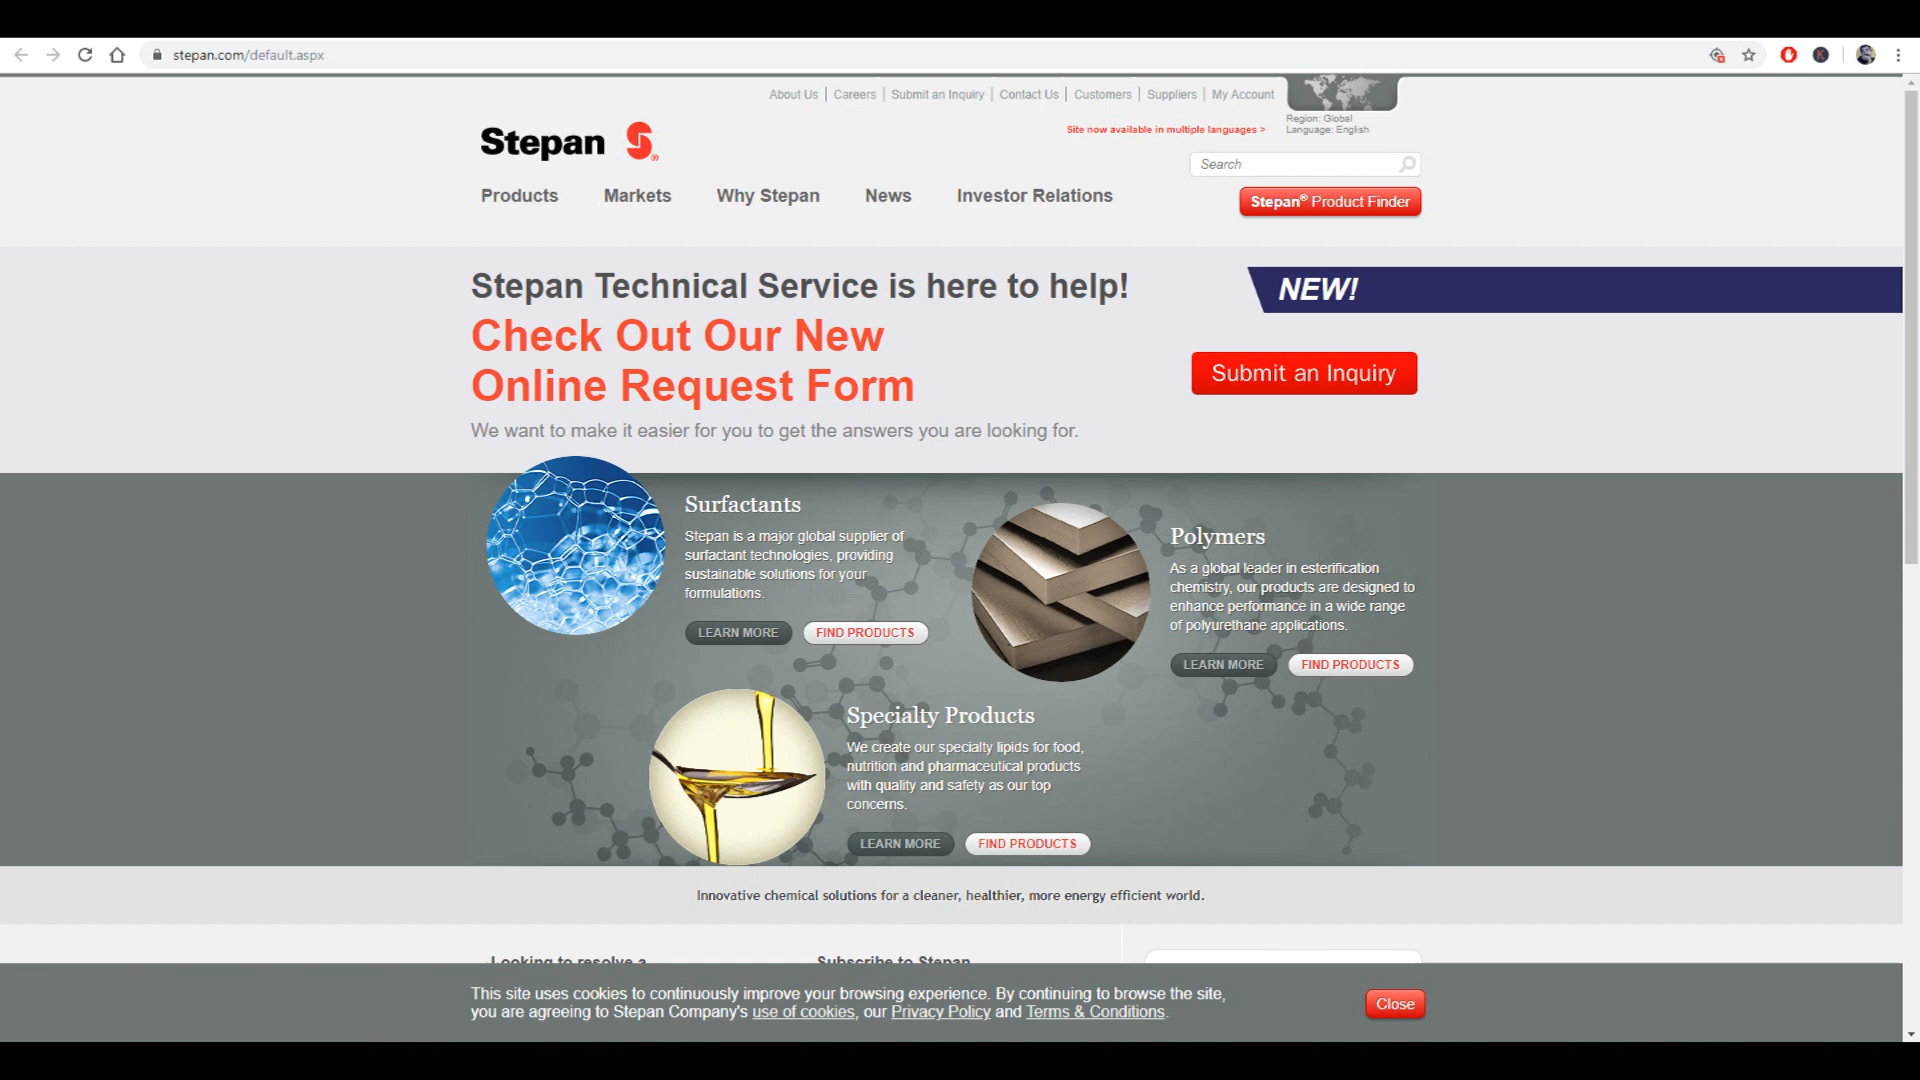 stepan.com/default.aspx
About Us | Careers | Submit an Inquiry | Contact Us | Customers | Suppliers | My Account
Region: Global
Language: English
Site now available in multiple languages >
Stepan S®
Search
Products Markets Why Stepan News Investor Relations
Stepan® Product Finder
Stepan Technical Service is here to help!
NEW!
Check Out Our New
Online Request Form
Submit an Inquiry
We want to make it easier for you to get the answers you are looking for.
Surfactants
Stepan is a major global supplier of
surfactant technologies, providing
sustainable solutions for your
formulations.
LEARN MORE FIND PRODUCTS
Polymers
As a global leader in esterification
chemistry, our products are designed to
enhance performance in a wide range
of polyurethane applications.
LEARN MORE FIND PRODUCTS
Specialty Products
We create our specialty lipids for food,
nutrition and pharmaceutical products
with quality and safety as our top
concerns.
LEARN MORE FIND PRODUCTS
Innovative chemical solutions for a cleaner, healthier, more energy efficient world.
Looking to resolve a
Subscribe to Stepan
This site uses cookies to continuously improve your browsing experience. By continuing to browse the site,
you are agreeing to Stepan Company's use of cookies, our Privacy Policy and Terms & Conditions.
Close